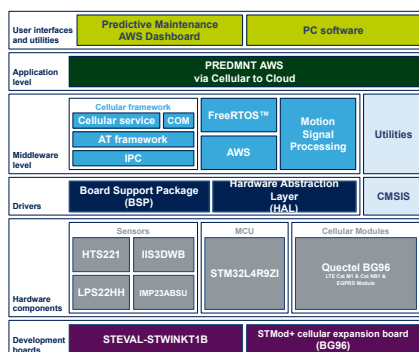 User interfaces
and utilities
Predictive Maintenance
AWS Dashboard
PC software
Application
level
PREDMNT AWS
via Cellular to Cloud
Middleware
level
Cellular framework
Cellular service
COM
AT framework
IPC
FreeRTOS™
AWS
Motion
Signal
Processing
Utilities
Drivers
Board Support Package
(BSP)
Hardware Abstraction
Layer
(HAL)
CMSIS
Hardware
components
Sensors
HTS221
IIS3DWB
LPS22HH
IMP23ABSU
MCU
STM32L4R9ZI
Cellular Modules
Quectel BG96
LTE Cat M1 & Cat NB1 &
EGPRS Module
Development
boards
STEVAL-STWINKT1B
STMod+ cellular expansion board
(BG96)